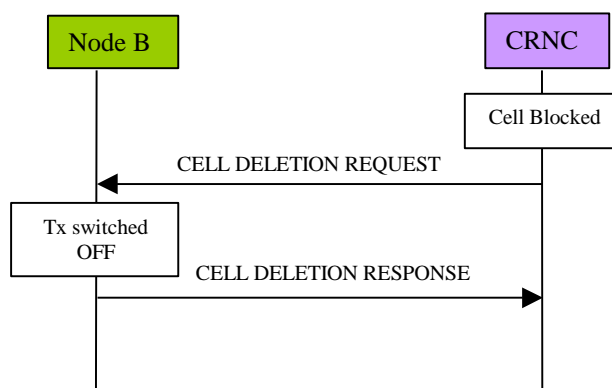 Node B
CRNC
Cell Blocked
CELL DELETION REQUEST
Tx switched
OFF
CELL DELETION RESPONSE